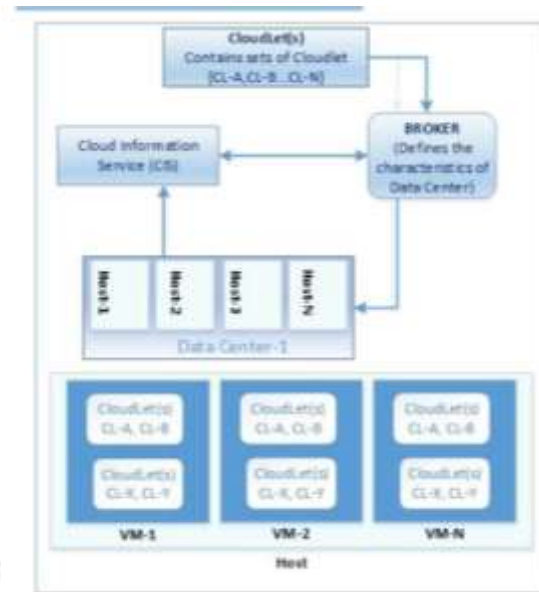 CloudLet(s)
Contains sets of Cloudlet
[CL-A,CL-B...CL-N]
BROKER
(Defines the
characteristics of
Data Center)
Cloud Information
Service (CIS)
Host-1
Host-2
Host-3
Host-N
Data Center-1
CloudLet(s)
CL-A, CL-B
CloudLet(s)
CL-A, CL-B
CloudLet(s)
CL-A, CL-B
CloudLet(s)
CL-X, CL-Y
CloudLet(s)
CL-X, CL-Y
CloudLet(s)
CL-X, CL-Y
VM-1
VM-2
VM-N
Host